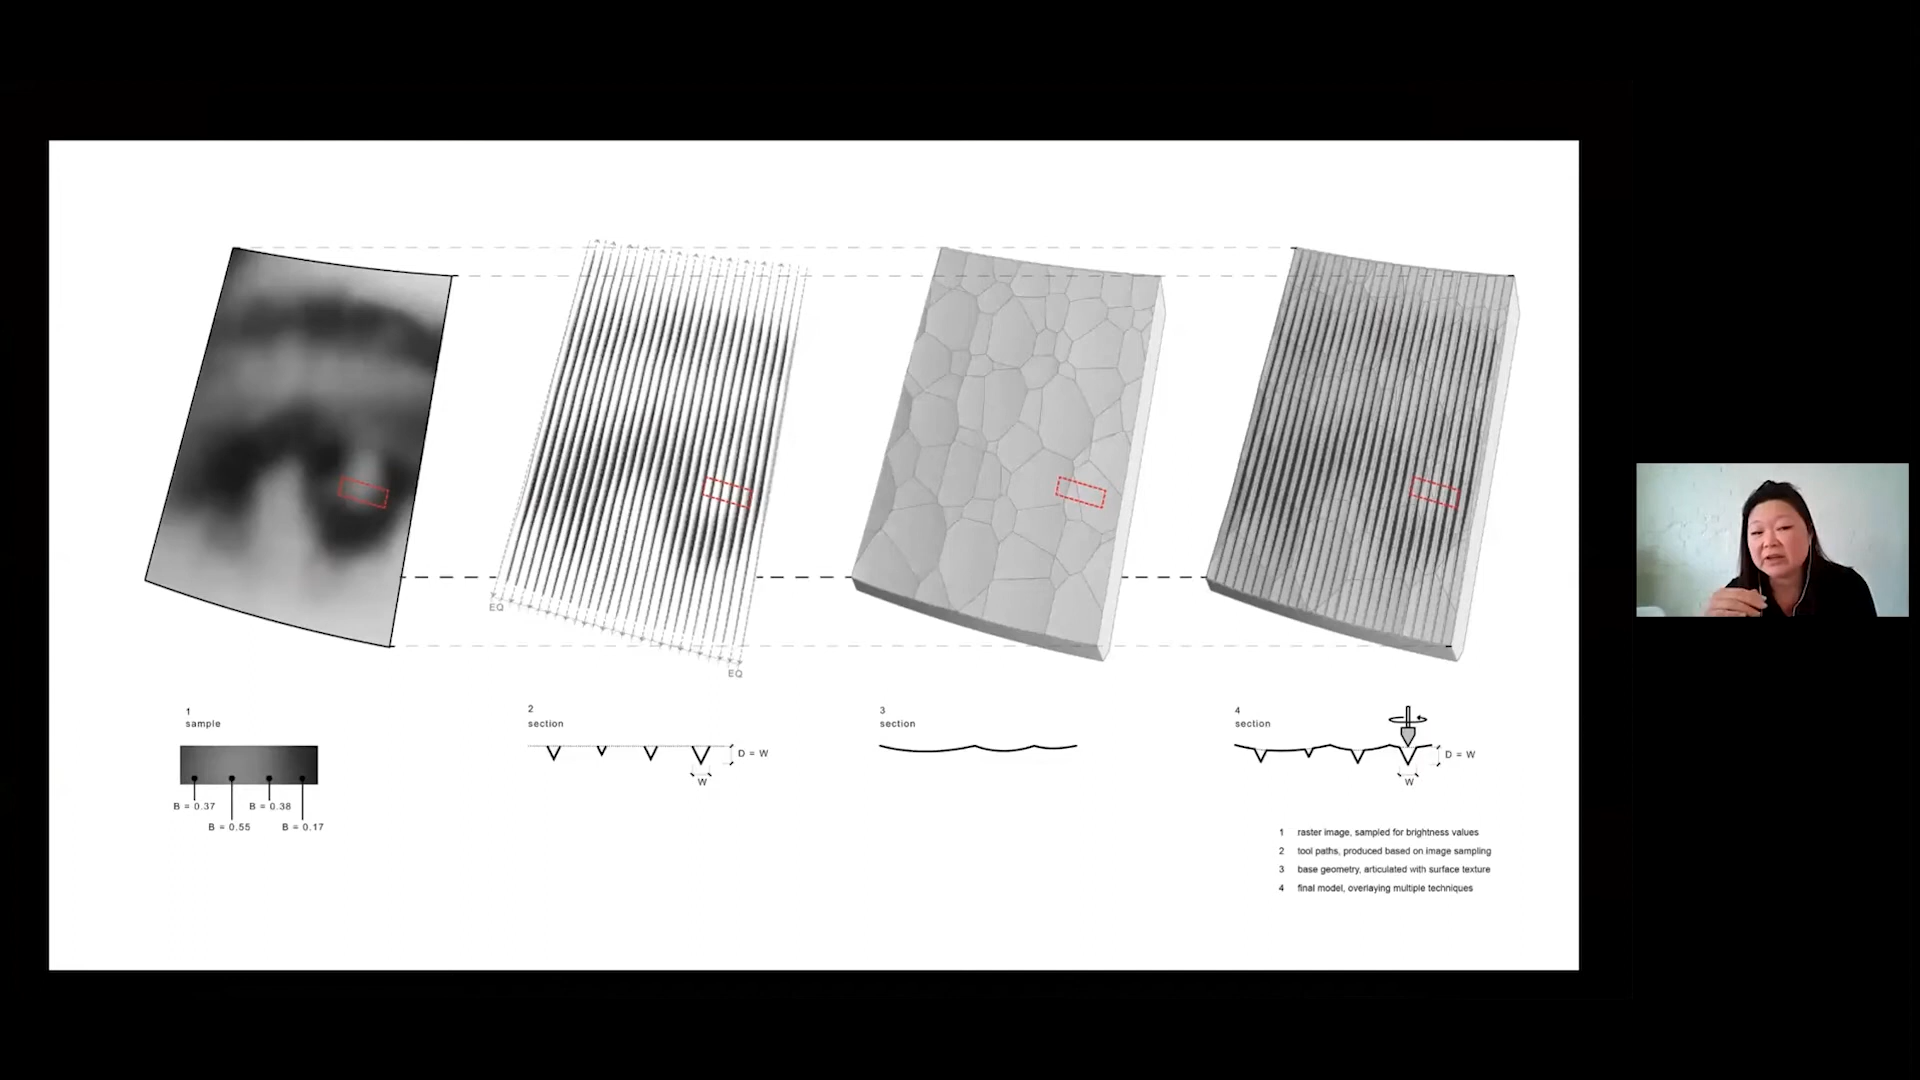 EQ
EQ
1
sample
B = 0.37
B = 0.38
B = 0.55
B = 0.17
2
section
D = W
W
3
section
4
section
D = W
W
1 raster image, sampled for brightness values
2 tool paths, produced based on image sampling
3 base geometry, articulated with surface texture
4 final model, overlaying multiple techniques